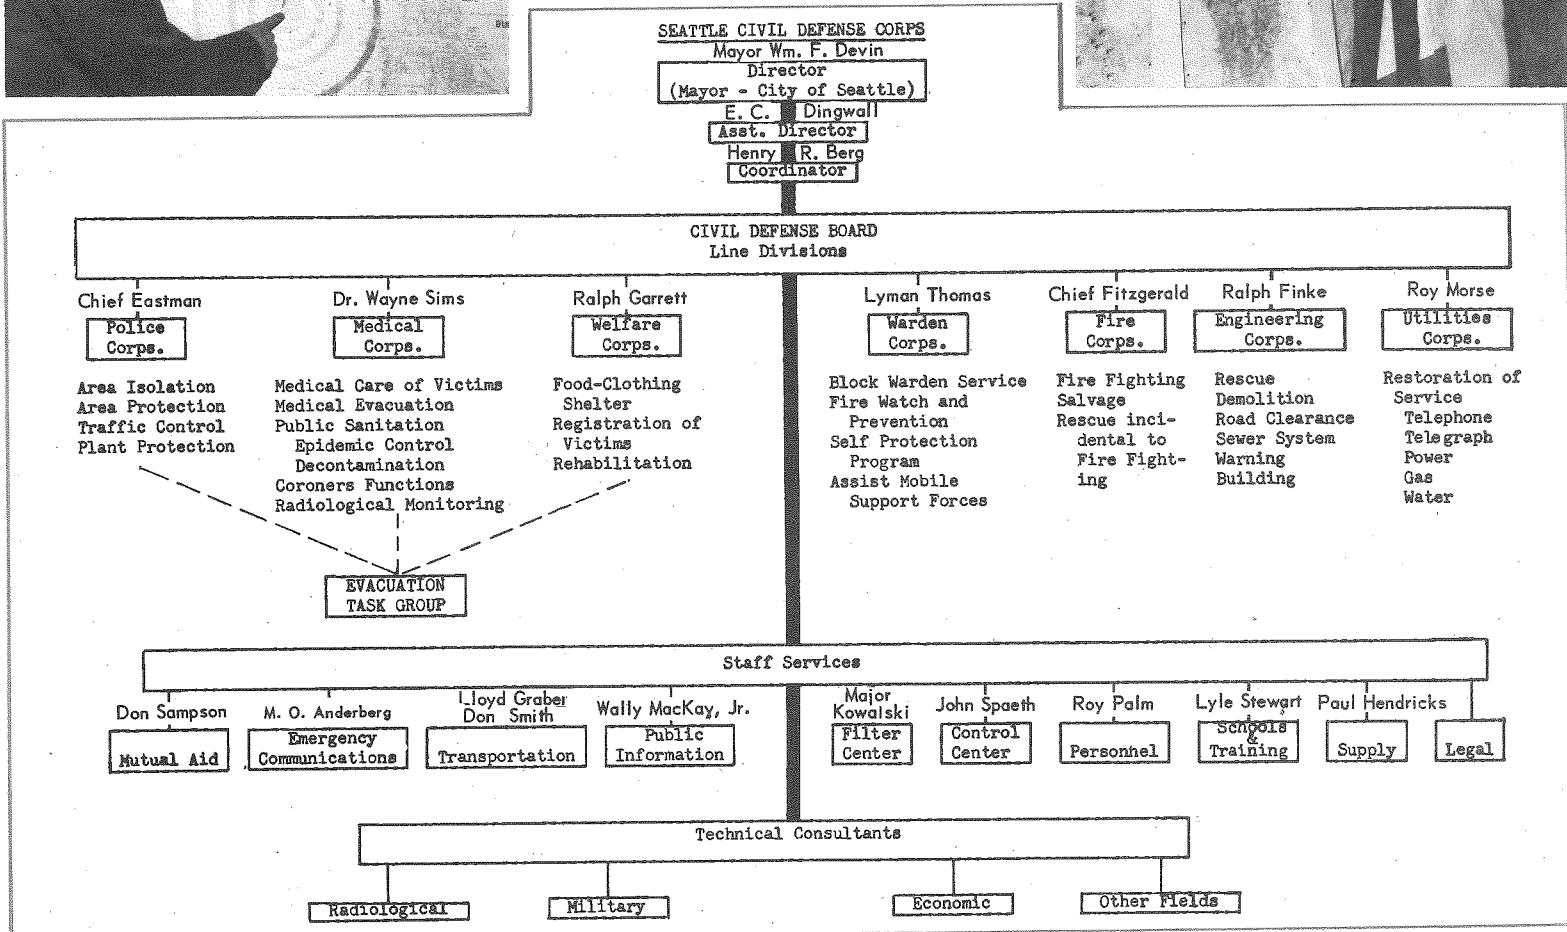 SEATTLE CIVIL DEFENSE CORPS
Mayor Wm. F. Devin
Director
(Mayor - City of Seattle)
E. C. Dingwall
Asst. Director
Henry R. Berg
Coordinator
CIVIL DEFENSE BOARD
Line Divisions
Chief Eastman
Police
Corps.
Area Isolation
Area Protection
Traffic Control
Plant Protection
Dr. Wayne Sims
Medical
Corps.
Medical Care of Victims
Medical Evacuation
Public Sanitation
Epidemic Control
Decontamination
Coroners Functions
Radiological Monitoring
Ralph Garrett
Welfare
Corps.
Food-Clothing
Shelter
Registration of
Victims
Rehabilitation
EVACUATION
TASK GROUP
Lyman Thomas
Warden
Corps.
Block Warden Service
Fire Watch and
Prevention
Self Protection
Program
Assist Mobile
Support Forces
Chief Fitzgerald
Fire
Corps.
Fire Fighting
Salvage
Rescue inci-
dental to
Fire Fight-
ing
Ralph Finke
Engineering
Corps.
Rescue
Demolition
Road Clearance
Sewer System
Warning
Building
Roy Morse
Utilities
Corps.
Restoration of
Service
Telephone
Telegraph
Power
Gas
Water
Staff Services
Don Sampson
Mutual Aid
M. O. Anderberg
Emergency
Communications
Lloyd Graber
Don Smith
Transportation
Wally MacKay, Jr.
Public
Information
Major
Kowalski
Filter
Center
John Spaeth
Control
Center
Roy Palm
Personnel
Lyle Stewart
Schools
&
Training
Paul Hendricks
Supply
Legal
Technical Consultants
Radiological
Military
Economic
Other Fields